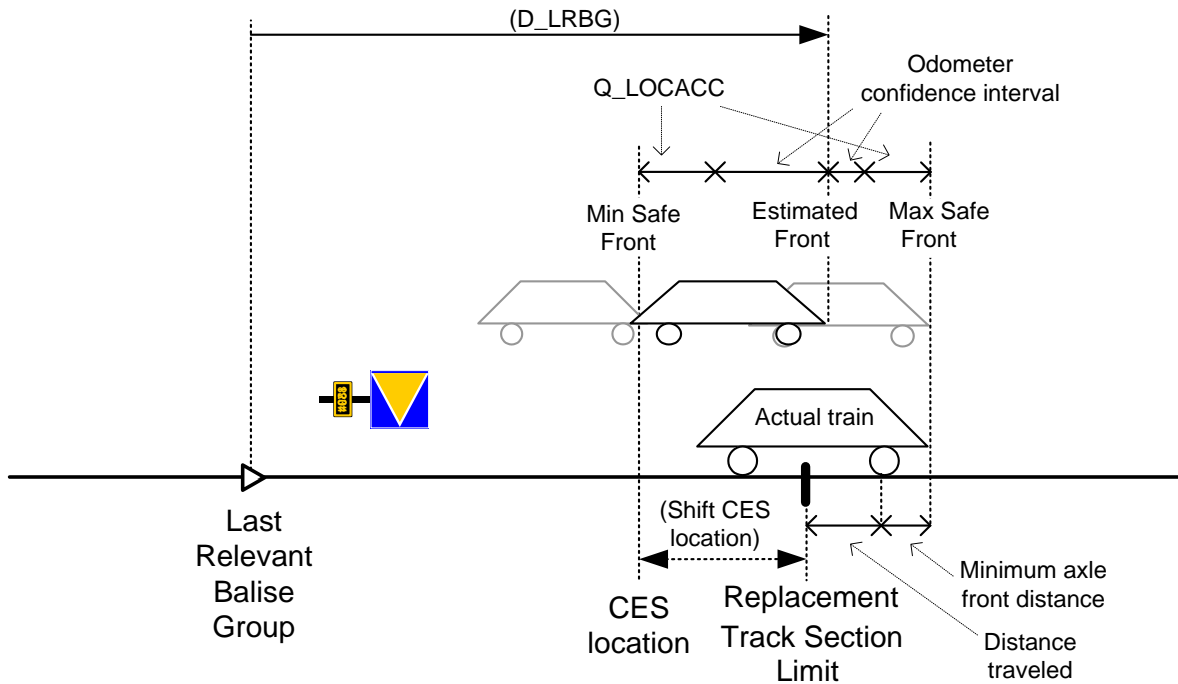 (D_LRBG)
Odometer
confidence interval
Q_LOCACC
Min Safe
Front
Estimated
Front
Max Safe
Front
Actual train
(Shift CES
location)
Last
Relevant
Balise
Group
CES
location
Replacement
Track Section
Limit
Minimum axle
front distance
Distance
traveled